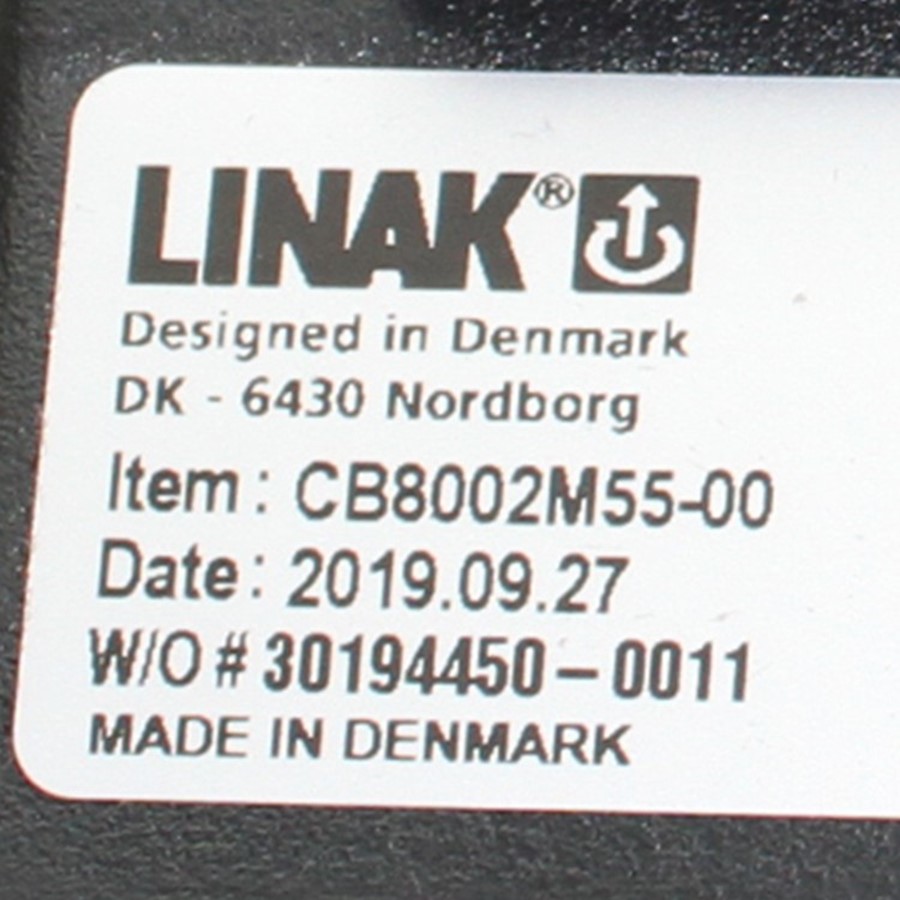 LINAK®
Designed in Denmark
DK - 6430 Nordborg
Item: CB8002M55-00
Date: 2019.09.27
W/O # 30194450 – 0011
MADE IN DENMARK